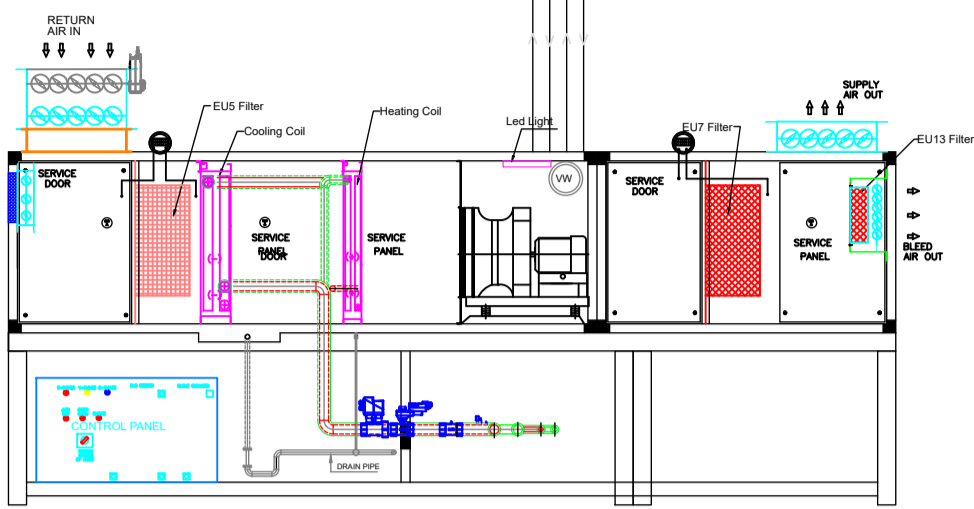 RETURN
AIR IN
SUPPLY
AIR OUT
EU5 Filter
Cooling Coil
Heating Coil
Led Light
EU7 Filter
EU13 Filter
SERVICE
DOOR
SERVICE
PANEL
DOOR
SERVICE
PANEL
VW
SERVICE
DOOR
SERVICE
PANEL
BLEED
AIR OUT
CONTROL PANEL
DRAIN PIPE